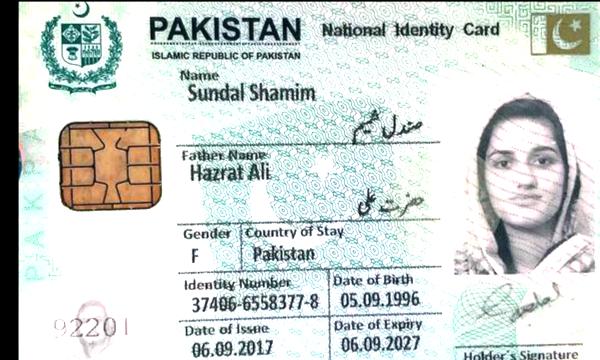 PAKISTAN National Identity Card
ISLAMIC REPUBLIC OF PAKISTAN
Name
Sundal Shamim
صندل شمیم
Father Name
Hazrat Ali
حضرت علی
Gender Country of Stay
F Pakistan
Identity Number Date of Birth
37406-6558377-8 05.09.1996
Date of Issue Date of Expiry
06.09.2017 06.09.2027
Holder's Signature
92201
PAK